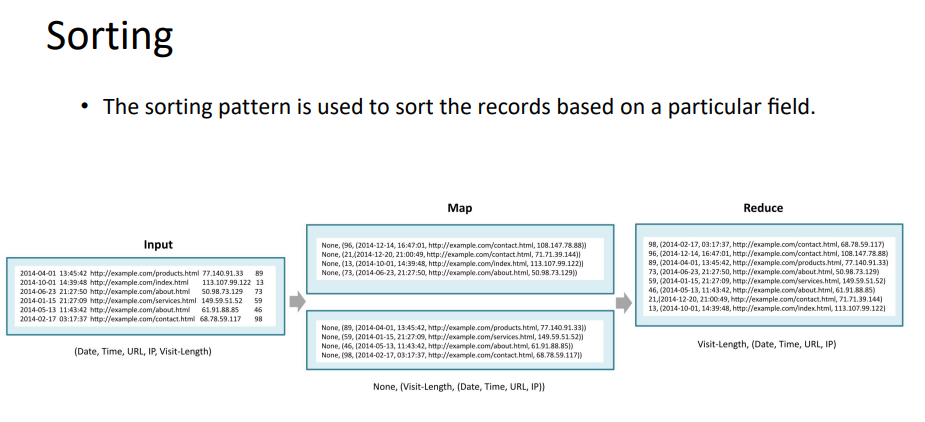 Sorting
• The sorting pattern is used to sort the records based on a particular field.
Input
2014-04-01 13:45:42 http://example.com/products.html 77.140.91.33 89
2014-10-01 14:39:48 http://example.com/index.html 113.107.99.122 13
2014-06-23 21:27:50 http://example.com/about.html 50.98.73.129 73
2014-01-15 21:27:09 http://example.com/services.html 149.59.51.52 59
2014-05-13 11:43:42 http://example.com/about.html 61.91.88.85 46
2014-02-17 03:17:37 http://example.com/contact.html 68.78.59.117 98
(Date, Time, URL, IP, Visit-Length)
Map
None, (96, (2014-12-14, 16:47:01, http://example.com/contact.html, 108.147.78.88))
None, (21,(2014-12-20, 21:00:49, http://example.com/contact.html, 71.71.39.144))
None, (13, (2014-10-01, 14:39:48, http://example.com/index.html, 113.107.99.122))
None, (73, (2014-06-23, 21:27:50, http://example.com/about.html, 50.98.73.129))
None, (89, (2014-04-01, 13:45:42, http://example.com/products.html, 77.140.91.33))
None, (59, (2014-01-15, 21:27:09, http://example.com/services.html, 149.59.51.52))
None, (46, (2014-05-13, 11:43:42, http://example.com/about.html, 61.91.88.85))
None, (98, (2014-02-17, 03:17:37, http://example.com/contact.html, 68.78.59.117))
None, (Visit-Length, (Date, Time, URL, IP))
Reduce
98, (2014-02-17, 03:17:37, http://example.com/contact.html, 68.78.59.117)
96, (2014-12-14, 16:47:01, http://example.com/contact.html, 108.147.78.88)
89, (2014-04-01, 13:45:42, http://example.com/products.html, 77.140.91.33)
73, (2014-06-23, 21:27:50, http://example.com/about.html, 50.98.73.129)
59, (2014-01-15, 21:27:09, http://example.com/services.html, 149.59.51.52)
46, (2014-05-13, 11:43:42, http://example.com/about.html, 61.91.88.85)
21,(2014-12-20, 21:00:49, http://example.com/contact.html, 71.71.39.144)
13, (2014-10-01, 14:39:48, http://example.com/index.html, 113.107.99.122)
Visit-Length, (Date, Time, URL, IP)